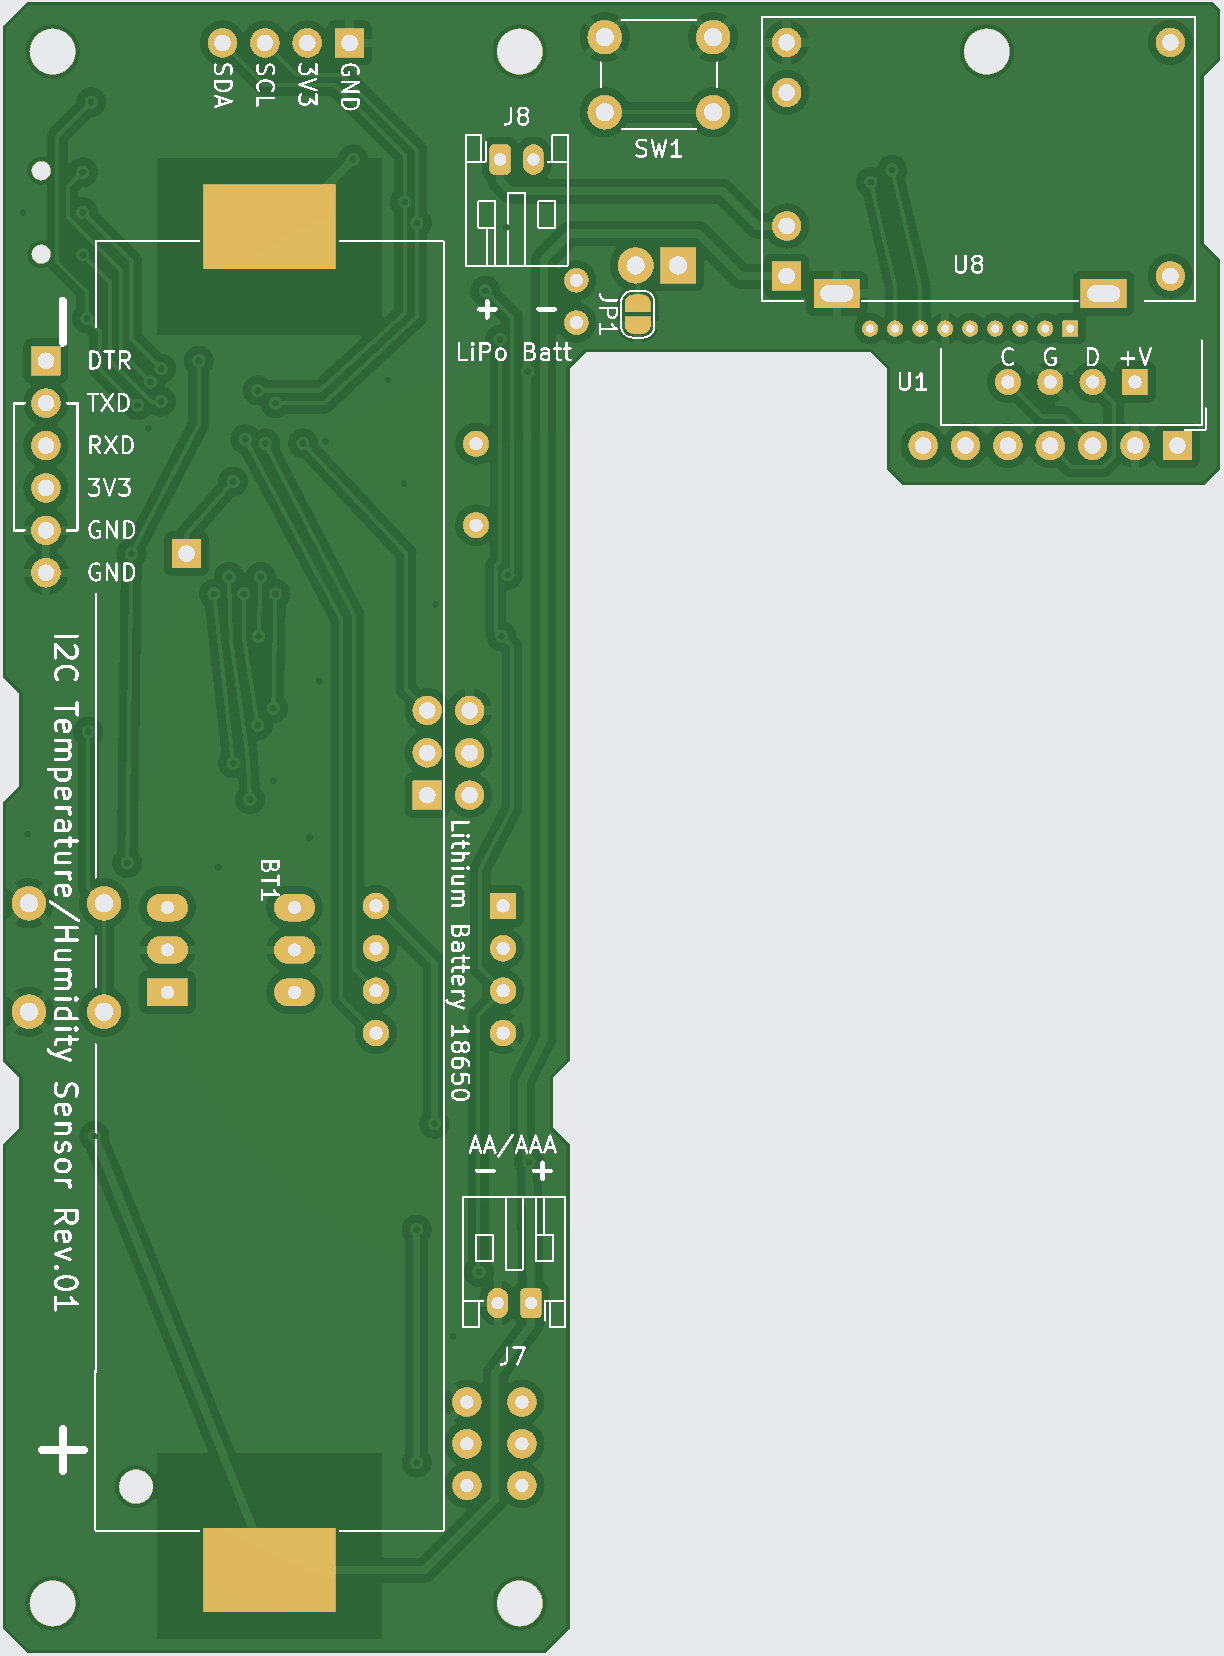 SDA
SCL
3V3
GND
J8
SW1
U8
+ -
JP1
LiPo Batt
C G D +V
U1
DTR
TXD
RXD
3V3
GND
GND
I2C Temperature/Humidity Sensor Rev.01
BT1
Lithium Battery 18650
AA/AAA
- +
J7
+